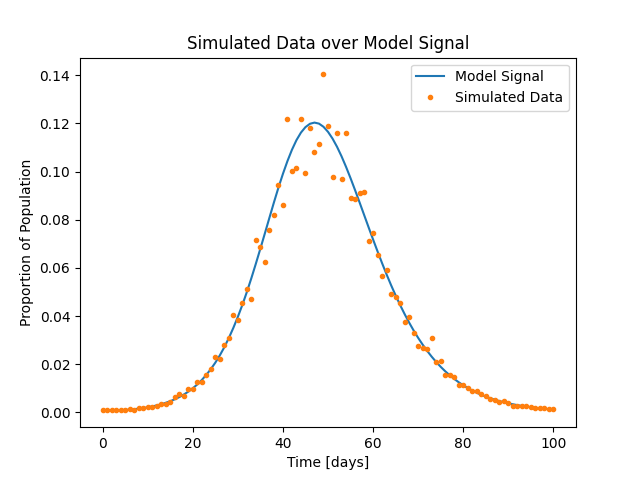 Simulated Data over Model Signal
Model Signal
Simulated Data
Proportion of Population
0.14
0.12
0.10
0.08
0.06
0.04
0.02
0.00
0 20 40 60 80 100
Time [days]